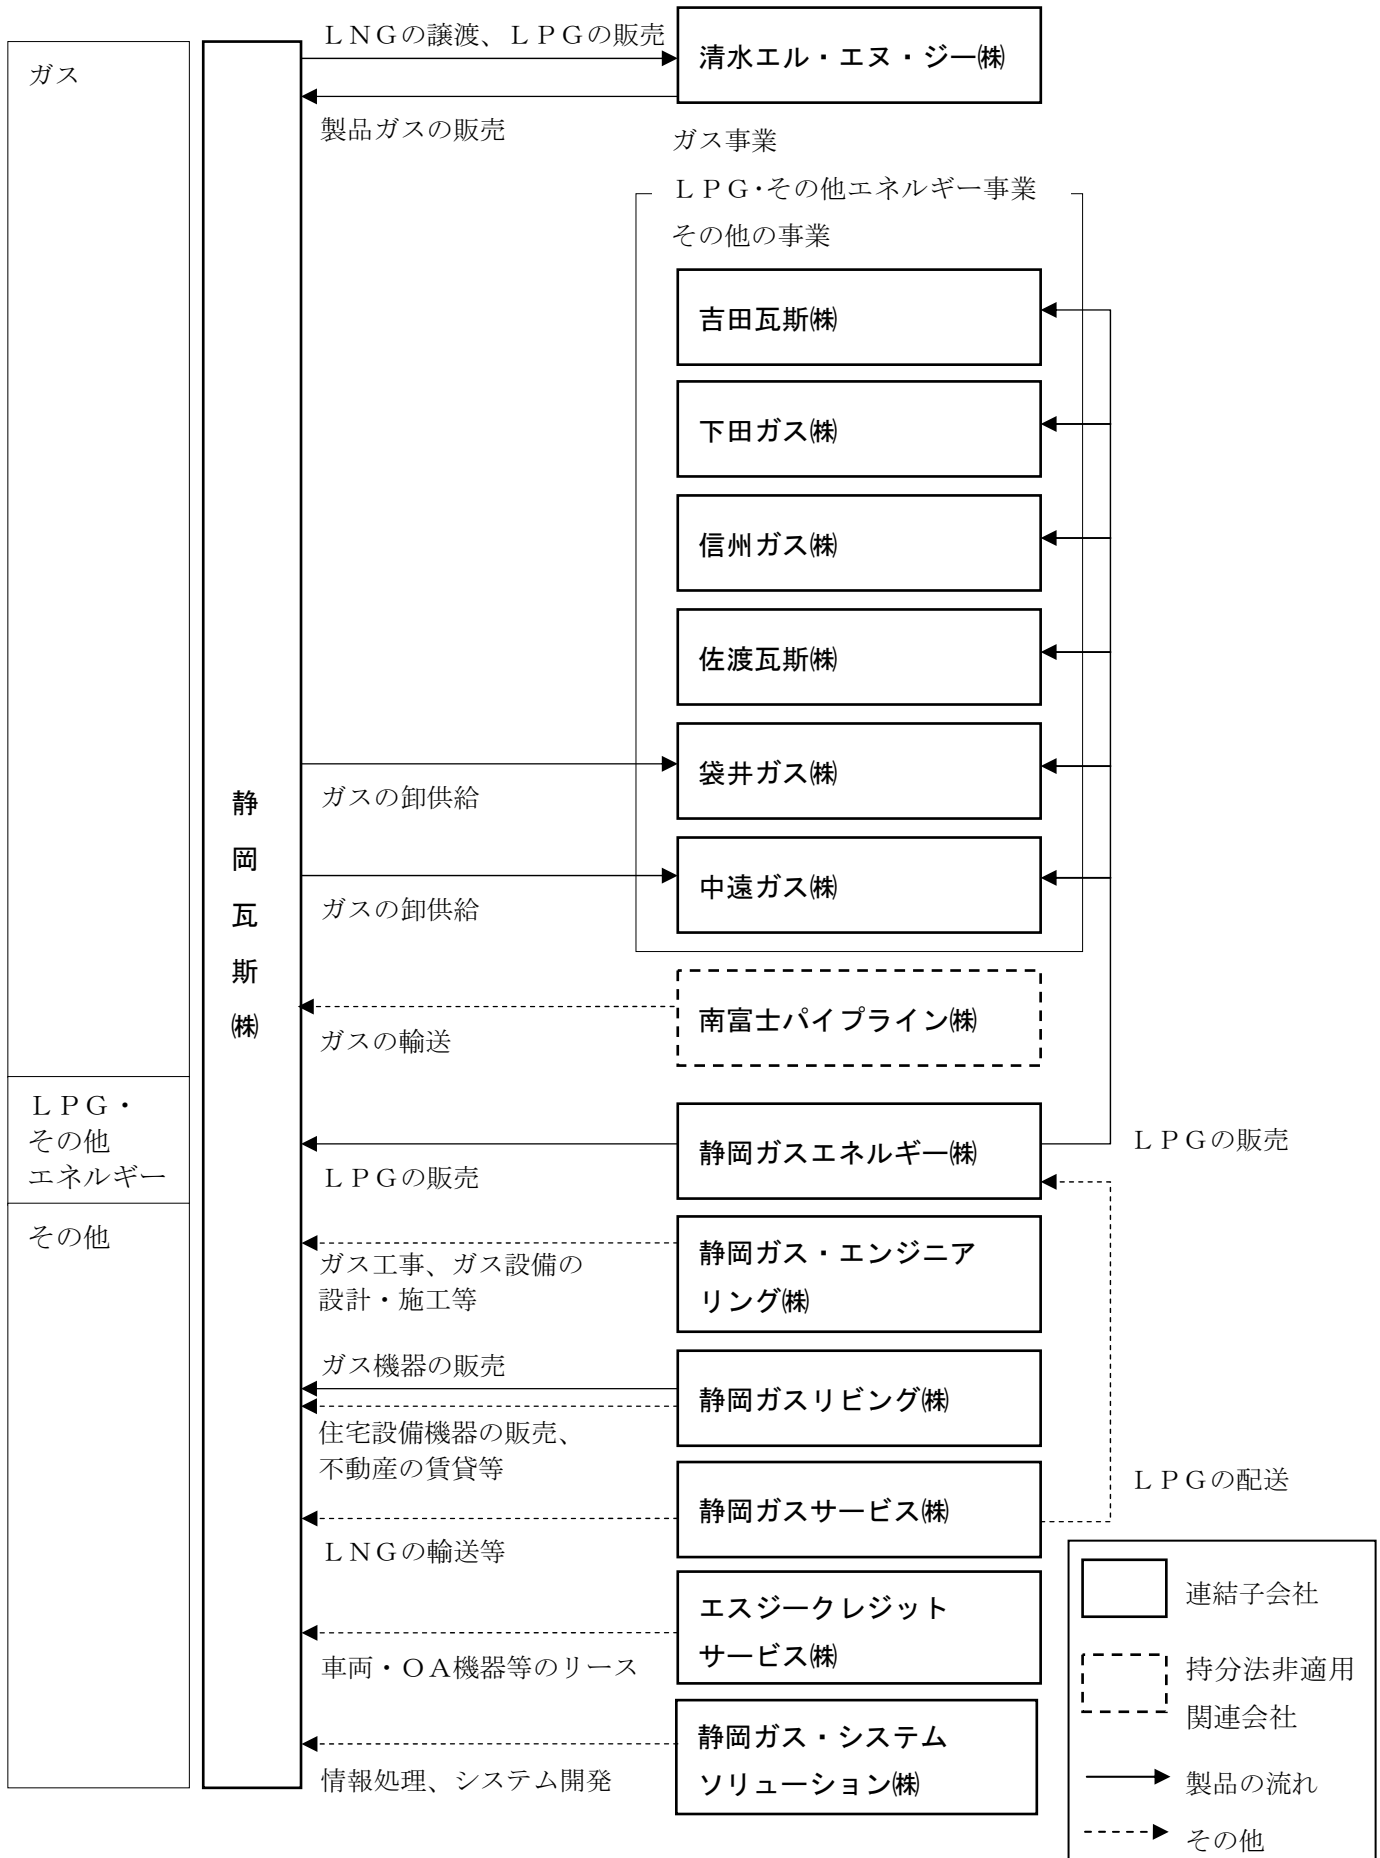 ＬＮＧの譲渡、ＬＰＧの販売
清水エル・エヌ・ジー㈱
ガス
製品ガスの販売
ガス事業
ＬＰＧ･その他エネルギー事業
その他の事業
吉田瓦斯㈱
下田ガス㈱
信州ガス㈱
佐渡瓦斯㈱
袋井ガス㈱
ガスの卸供給
中遠ガス㈱
ガスの卸供給
静
岡
瓦
斯
㈱
南富士パイプライン㈱
ガスの輸送
ＬＰＧ・
その他
エネルギー
静岡ガスエネルギー㈱
ＬＰＧの販売
ＬＰＧの販売
その他
静岡ガス・エンジニア
リング㈱
ガス工事、ガス設備の
設計・施工等
ガス機器の販売
静岡ガスリビング㈱
住宅設備機器の販売、
不動産の賃貸等
ＬＰＧの配送
静岡ガスサービス㈱
ＬＮＧの輸送等
エスジークレジット
サービス㈱
車両・ＯＡ機器等のリース
静岡ガス・システム
ソリューション㈱
情報処理、システム開発
連結子会社
持分法非適用
関連会社
製品の流れ
その他